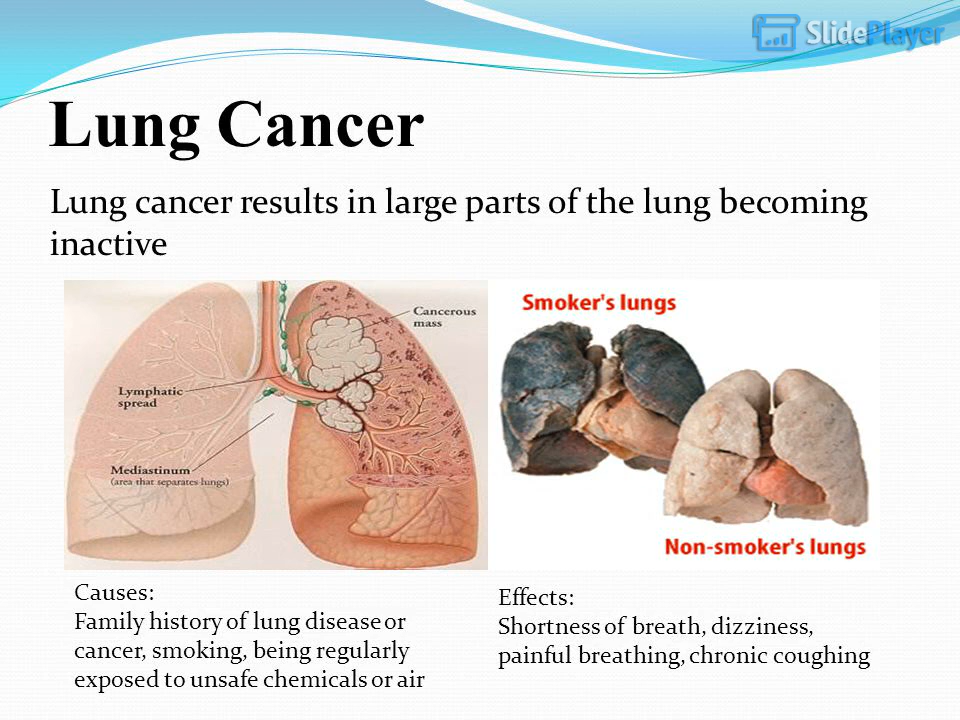 SlidePlayer
Lung Cancer
Lung cancer results in large parts of the lung becoming
inactive
Cancerous
mass
Lymphatic
spread
Mediastinum
(area that separates lungs)
Smoker's lungs
Non-smoker's lungs
Causes:
Family history of lung disease or
cancer, smoking, being regularly
exposed to unsafe chemicals or air
Effects:
Shortness of breath, dizziness,
painful breathing, chronic coughing